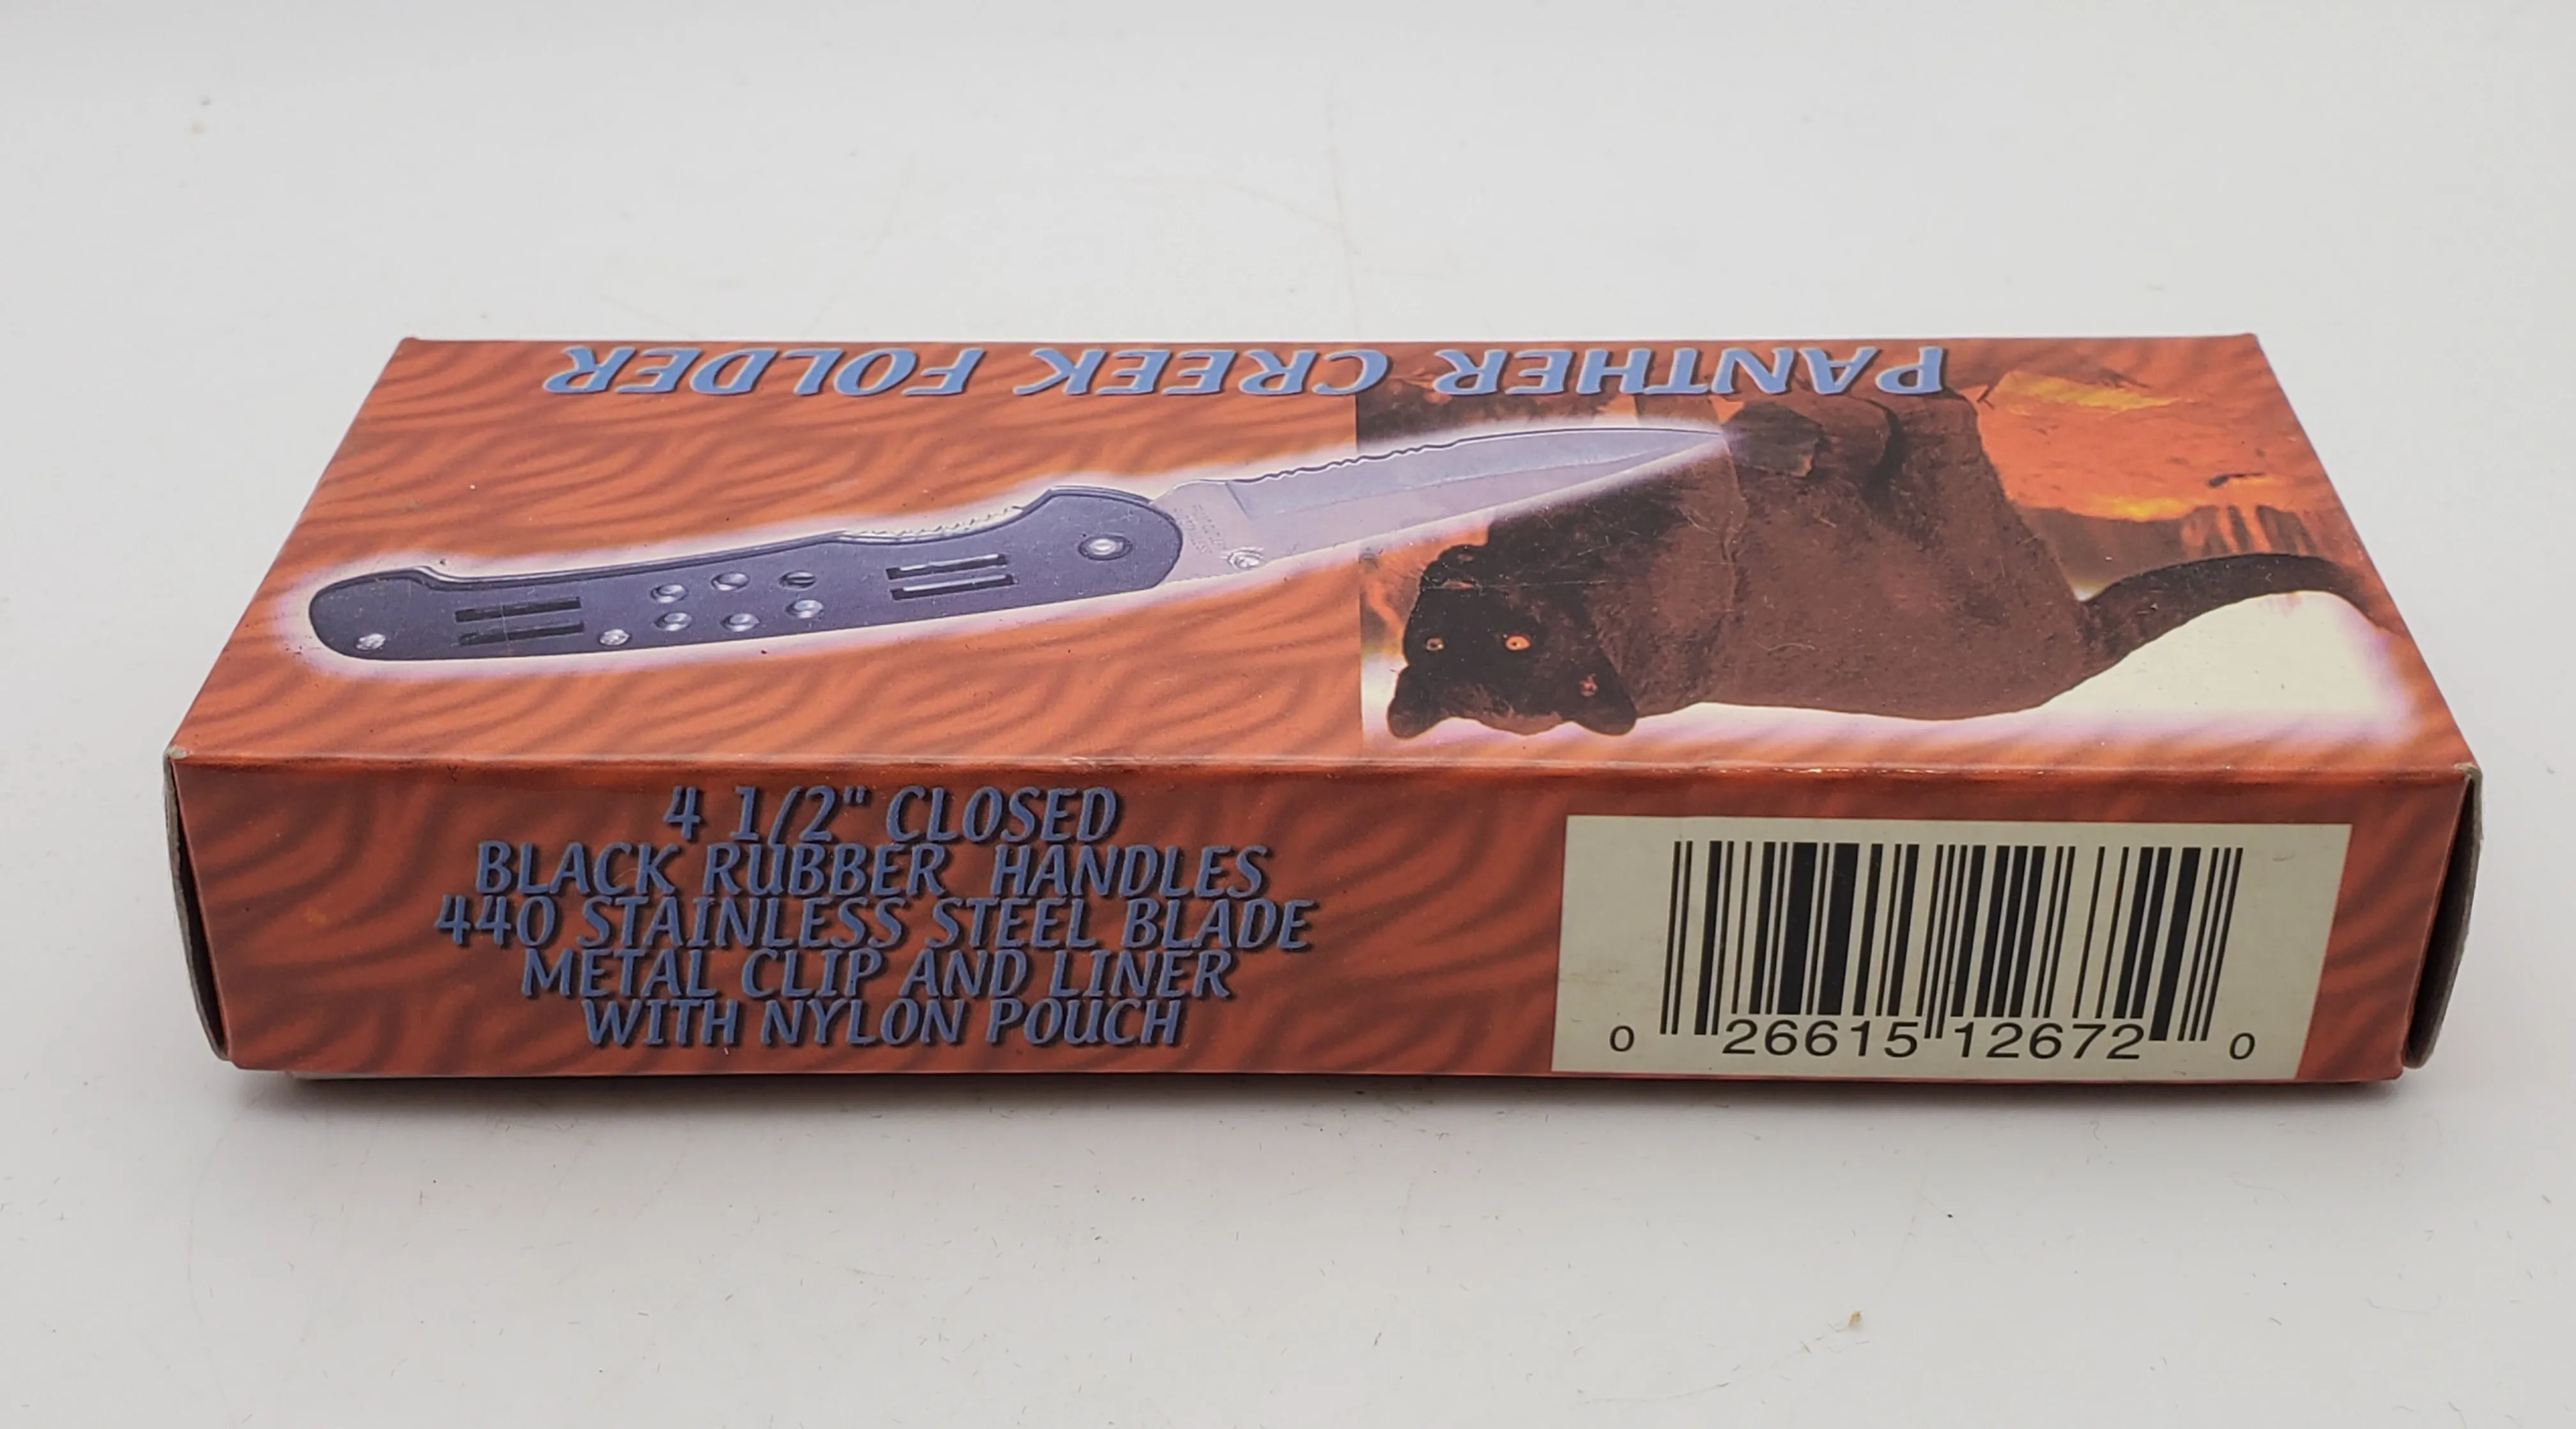 PANTHER CREEK FOLDER
4 1/2" CLOSED
BLACK RUBBER HANDLES
440 STAINLESS STEEL BLADE
METAL CLIP AND LINER
WITH NYLON POUCH
0 26615 12672 0